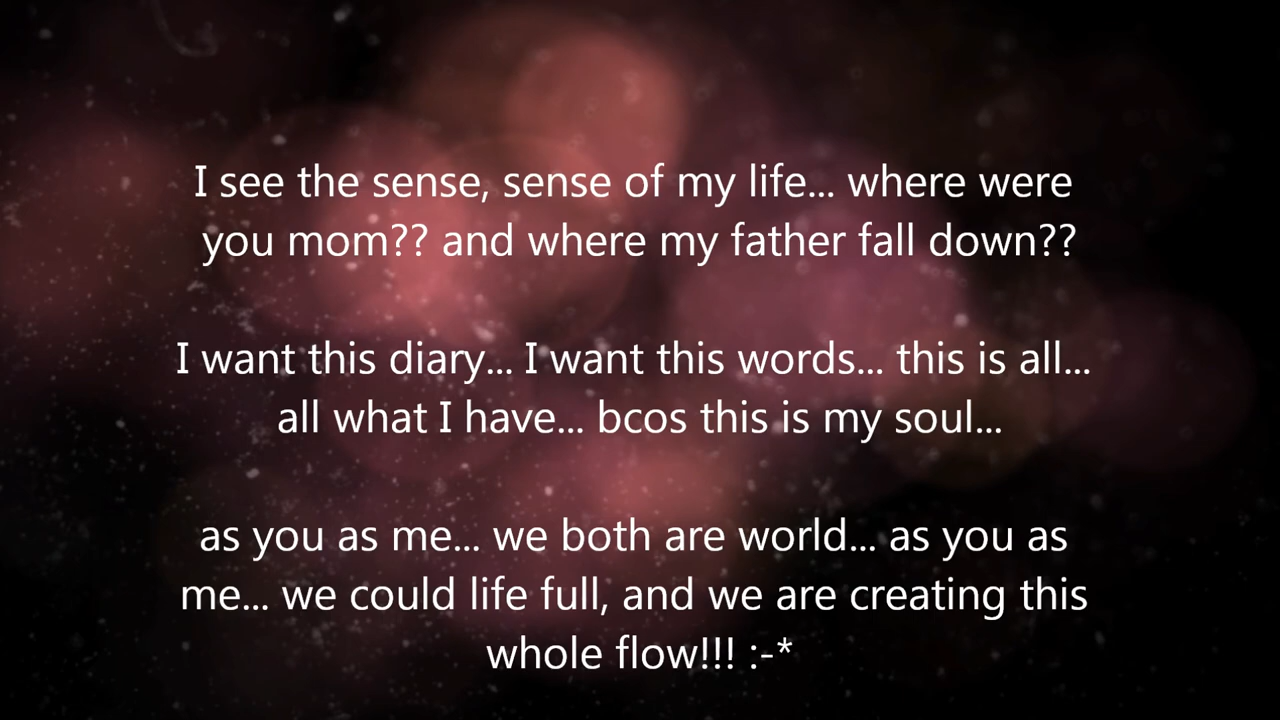 I see the sense, sense of my life... where were
you mom?? and where my father fall down??
I want this diary... I want this words... this is all...
all what I have... bcos this is my soul...
as you as me... we both are world... as you as
me... we could life full, and we are creating this
whole flow!!! :-*